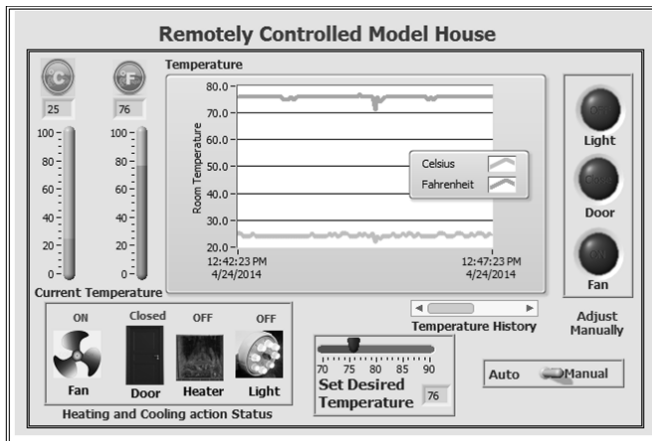 Remotely Controlled Model House
°C
°F
25
76
100
80
60
40
20
0
100
80
60
40
20
0
Current Temperature
Temperature
Room Temperature
80.0
70.0
60.0
50.0
40.0
30.0
20.0
12:42:23 PM
4/24/2014
12:47:23 PM
4/24/2014
Celsius
Fahrenheit
Temperature History
Light
Door
ON
Fan
Adjust
Manually
ON
Closed
OFF
OFF
Fan
Door
Heater
Light
Heating and Cooling action Status
70 75 80 85 90
Set Desired
Temperature
76
Auto
Manual